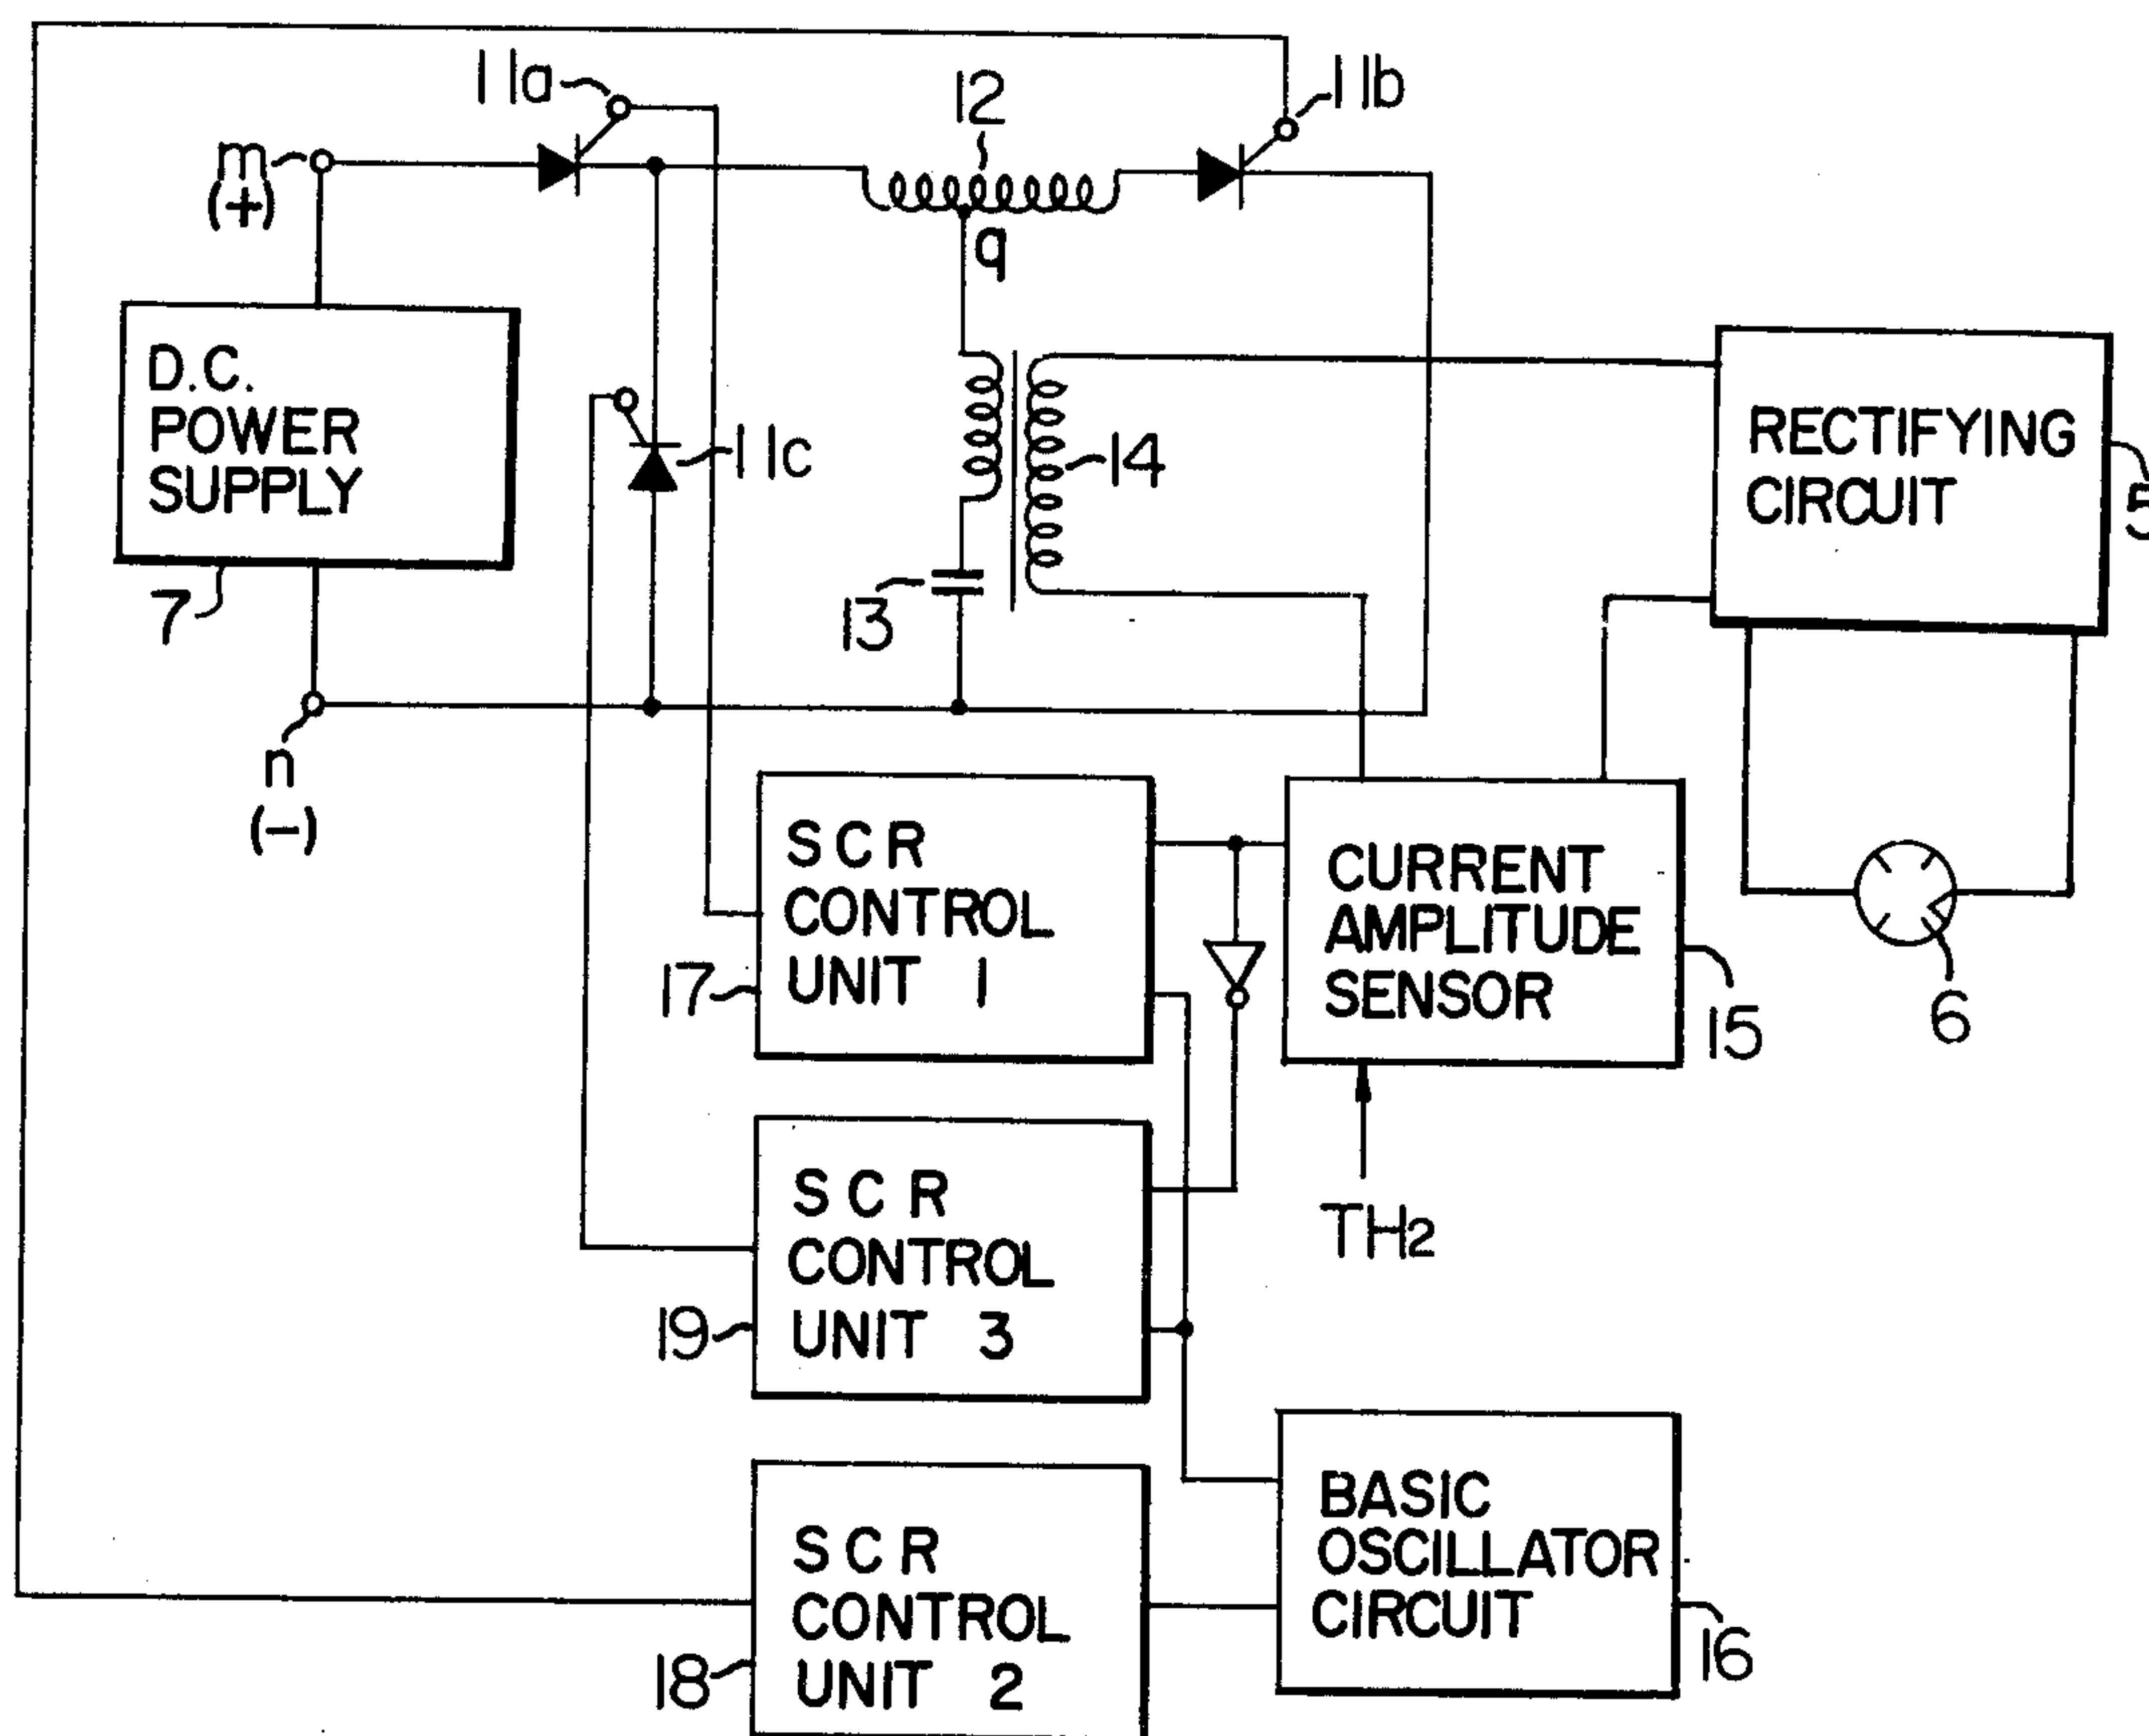 11a
12
11b
m
(+)
q
D.C.
POWER
SUPPLY
7
11c
14
13
RECTIFYING
CIRCUIT
5
n
(-)
SCR
CONTROL
UNIT 1
17
CURRENT
AMPLITUDE
SENSOR
15
6
TH2
SCR
CONTROL
UNIT 3
19
SCR
CONTROL
UNIT 2
18
BASIC
OSCILLATOR
CIRCUIT
16